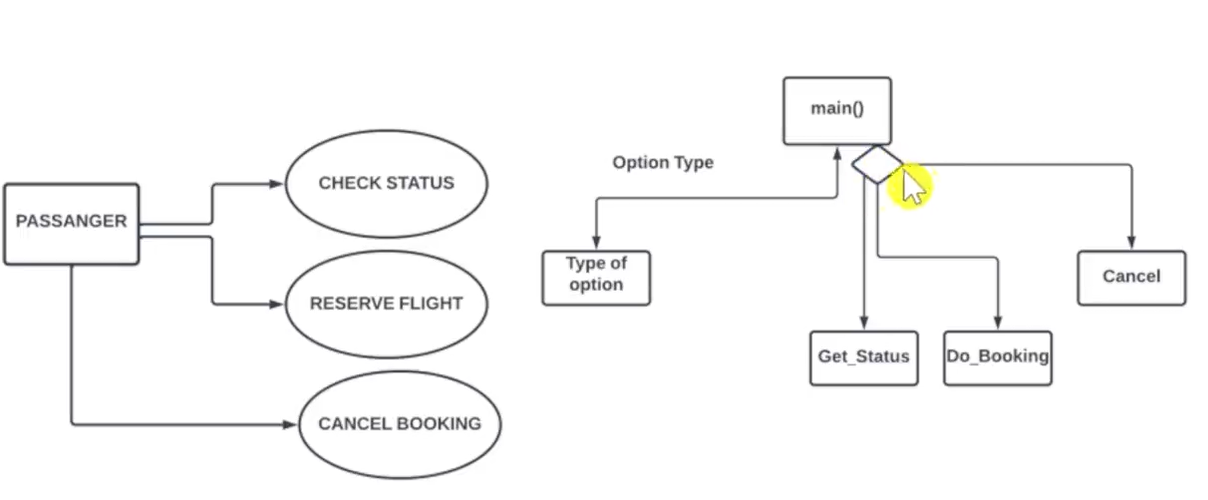 PASSANGER
CHECK STATUS
RESERVE FLIGHT
CANCEL BOOKING
main()
Option Type
Type of
option
Get_Status
Do_Booking
Cancel